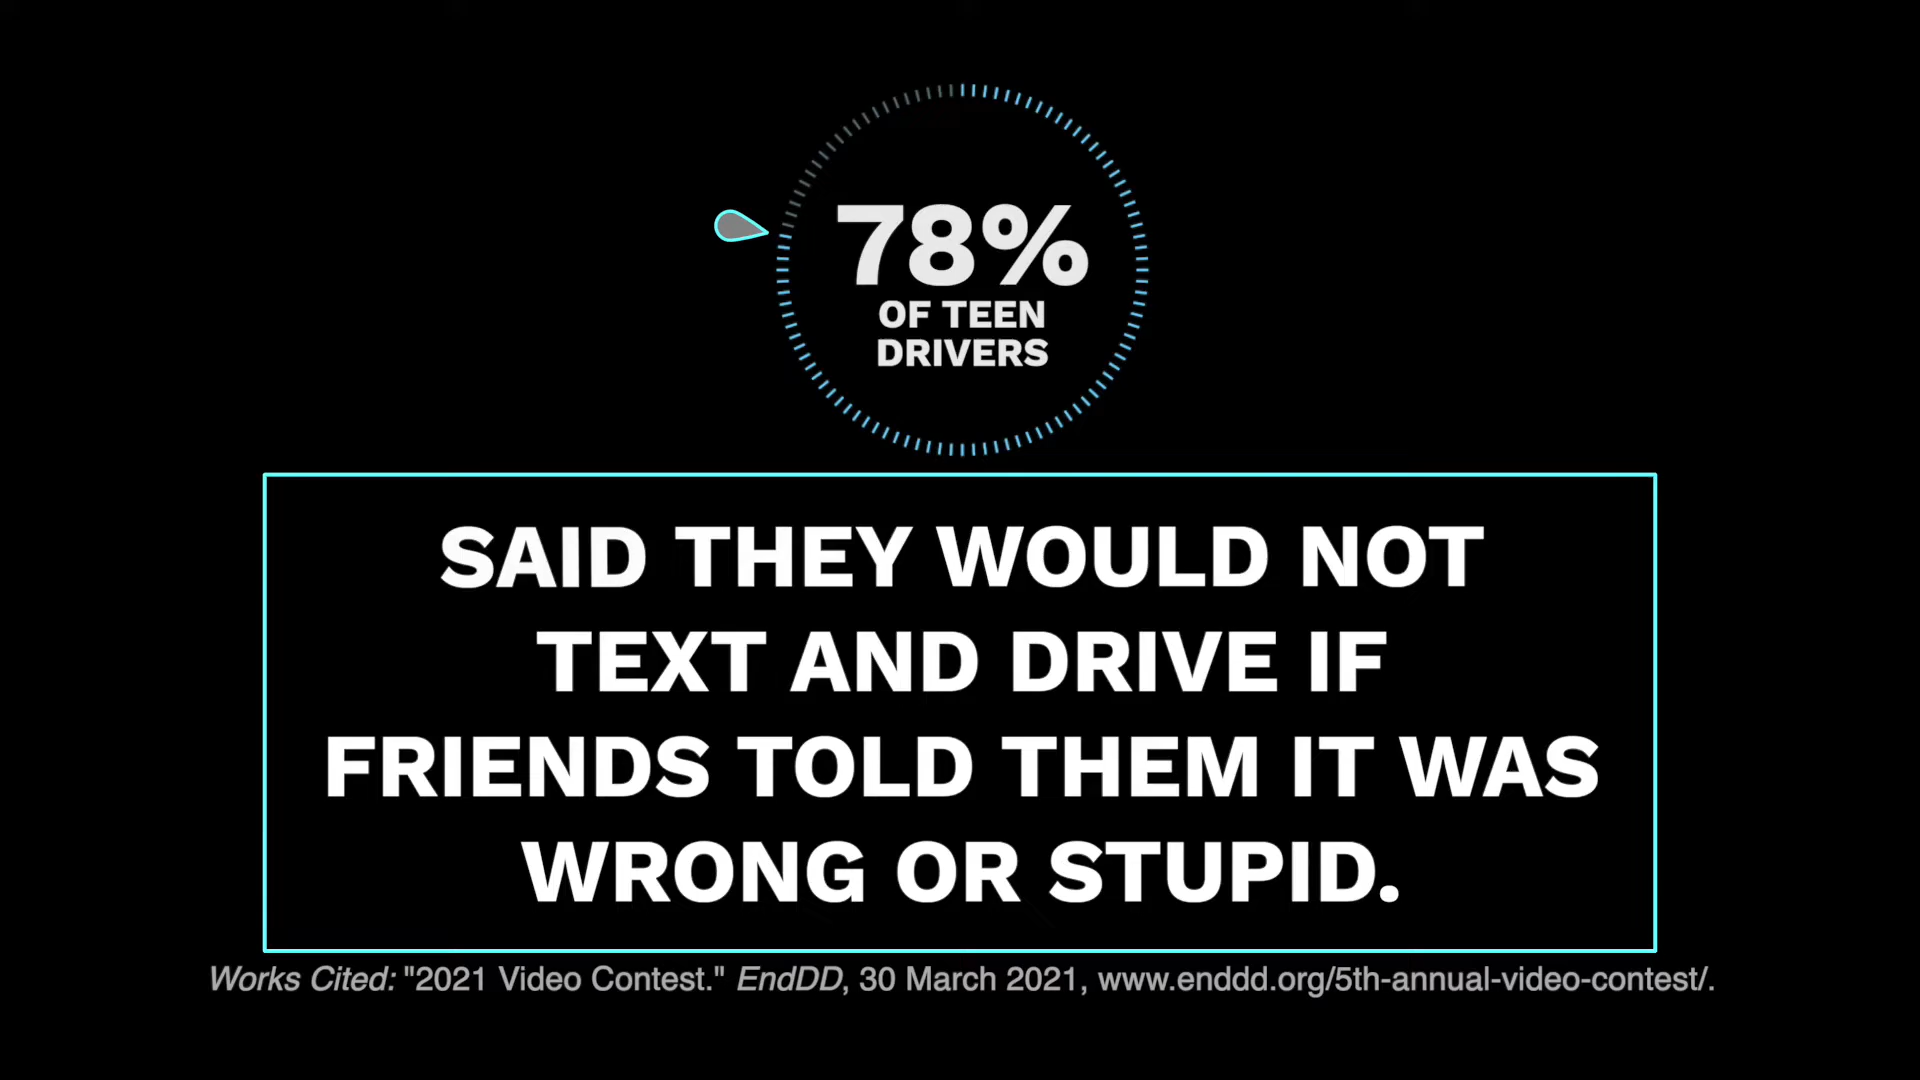 78%
OF TEEN
DRIVERS
SAID THEY WOULD NOT
TEXT AND DRIVE IF
FRIENDS TOLD THEM IT WAS
WRONG OR STUPID.
Works Cited: "2021 Video Contest." EndDD, 30 March 2021, www.enddd.org/5th-annual-video-contest/.